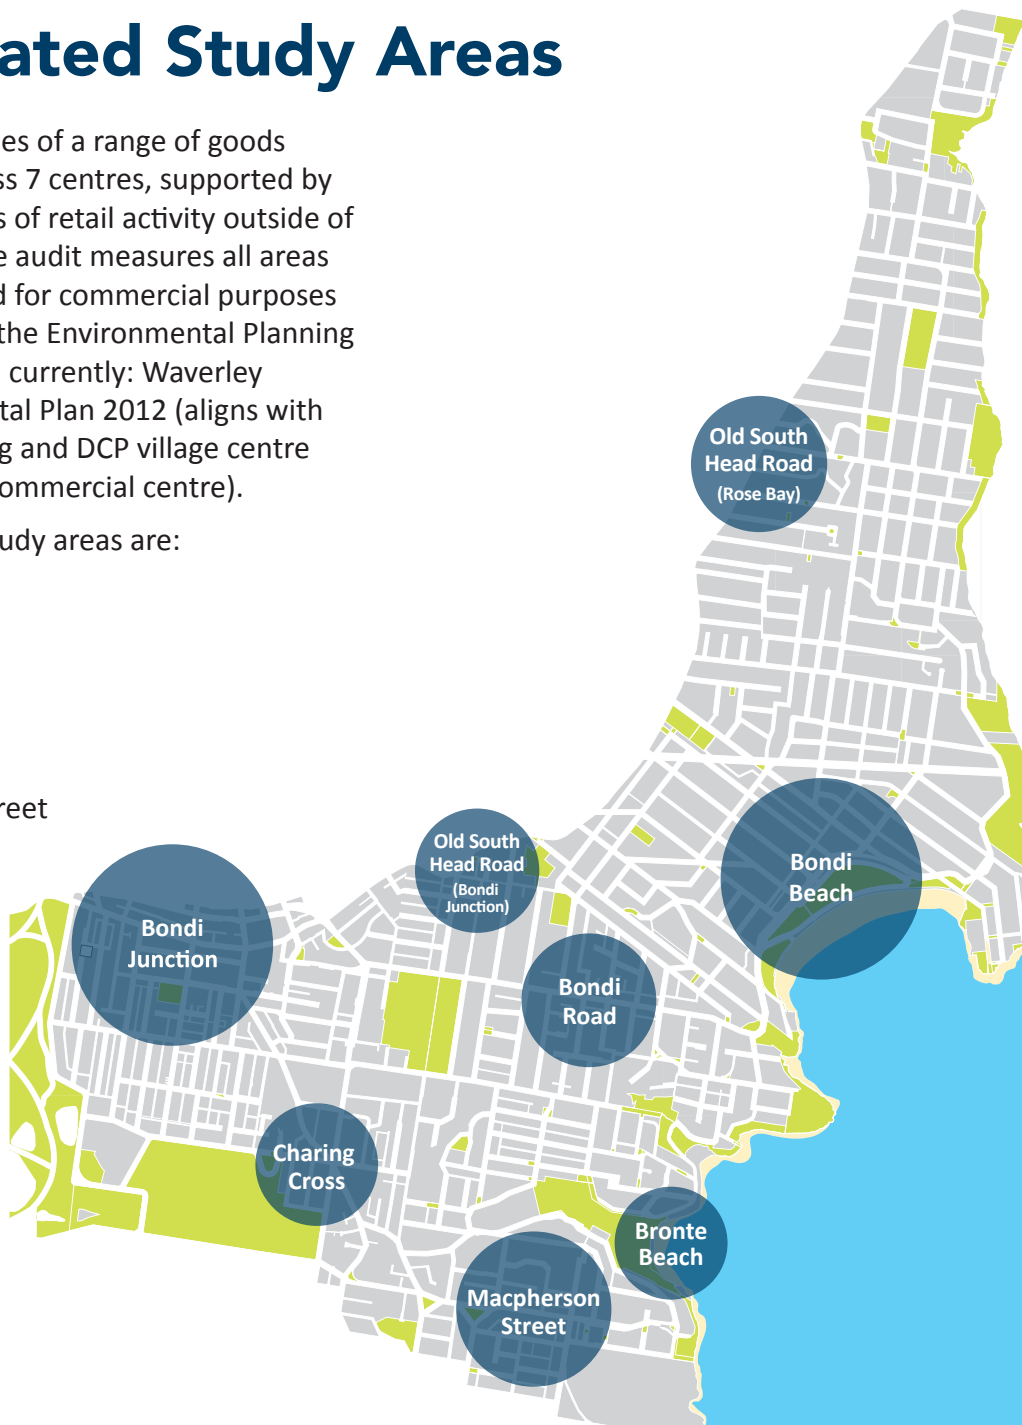 ated Study Areas
es of a range of goods
ss 7 centres, supported by
s of retail activity outside of
e audit measures all areas
d for commercial purposes
the Environmental Planning
currently: Waverley
tal Plan 2012 (aligns with
g and DCP village centre
ommercial centre).
udy areas are:
reet
Old South
Head Road
(Rose Bay)
Old South
Head Road
(Bondi
Junction)
Bondi
Beach
Bondi
Junction
Bondi
Road
Charing
Cross
Bronte
Beach
Macpherson
Street